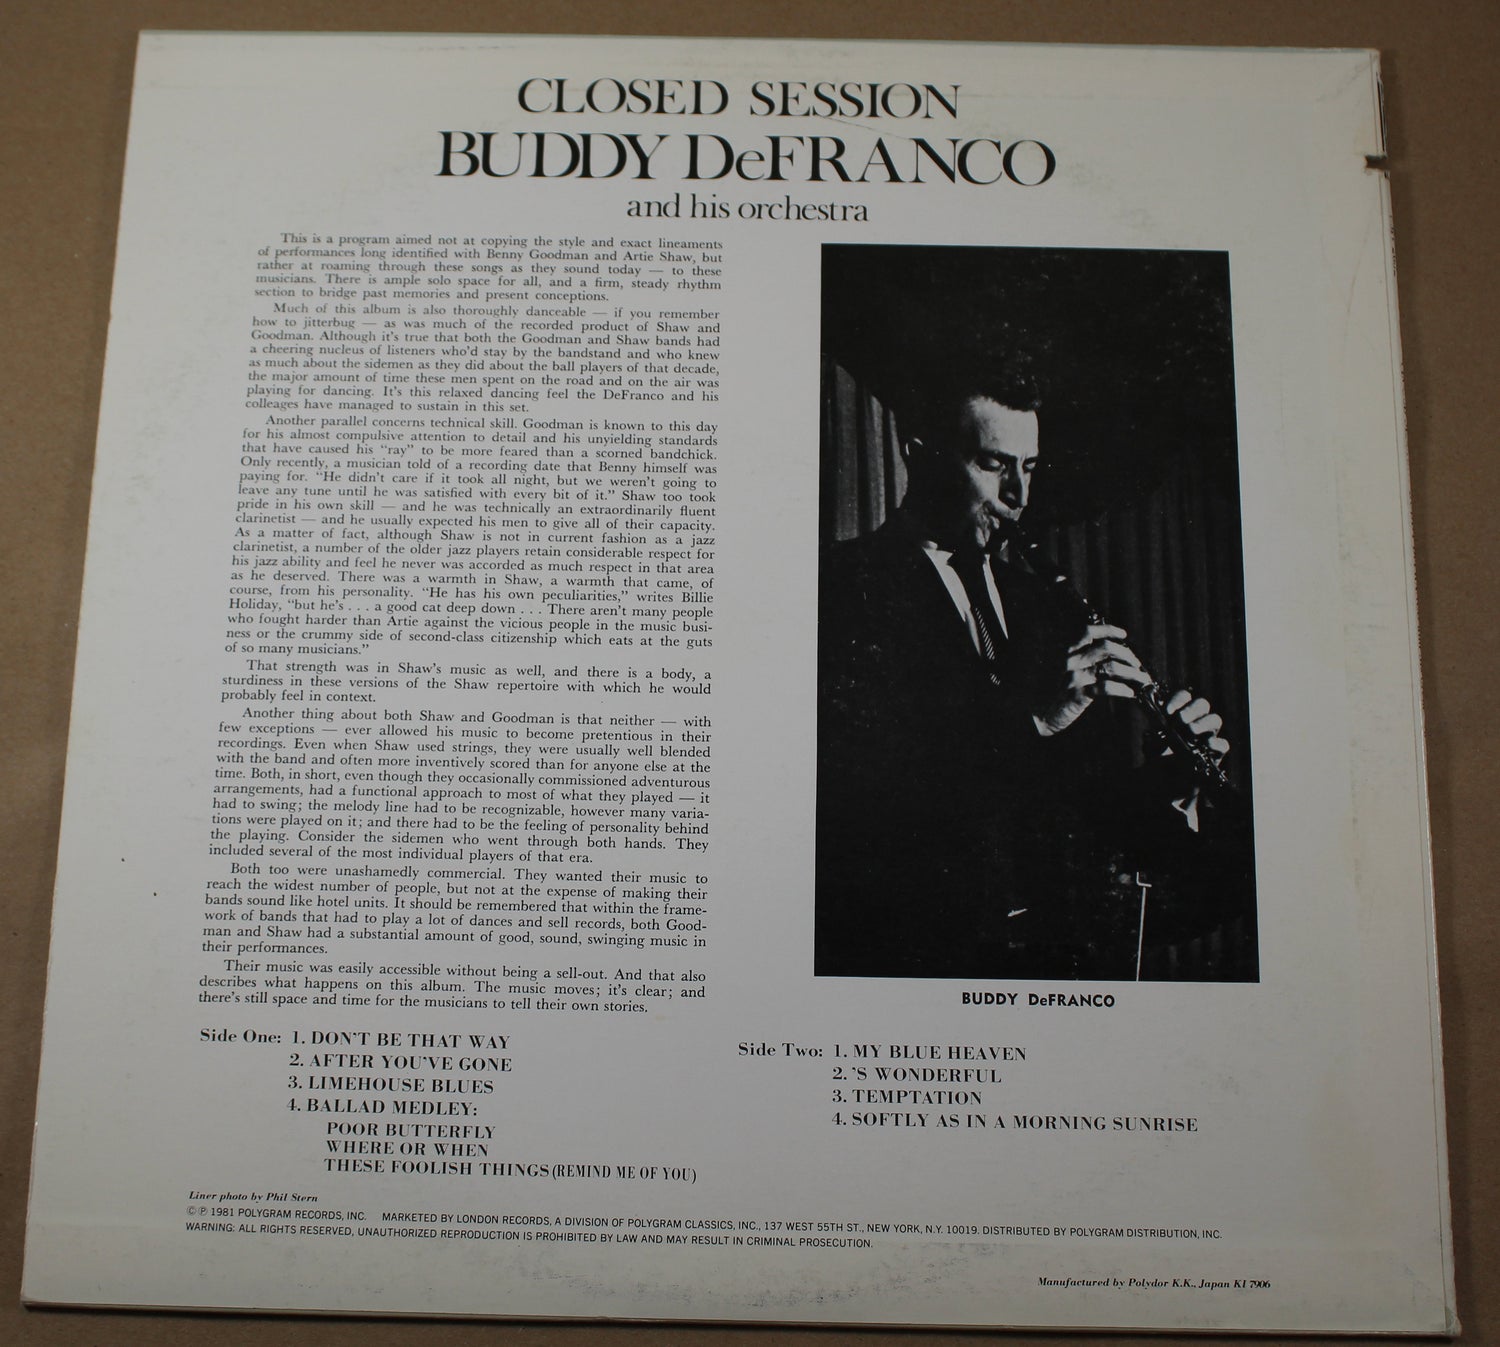 CLOSED SESSION
BUDDY DeFRANCO
and his orchestra
This is a program aimed not at copying the style and exact lineaments
of performances long identified with Benny Goodman and Artie Shaw, but
rather at roaming through these songs as they sound today — to these
musicians. There is ample solo space for all, and a firm, steady rhythm
section to bridge past memories and present conceptions.
Much of this album is also thoroughly danceable — if you remember
how to jitterbug — as was much of the recorded product of Shaw and
Goodman. Although it's true that both the Goodman and Shaw bands had
a cheering nucleus of listeners who'd stay by the bandstand and who knew
as much about the sidemen as they did about the ball players of that decade,
the major amount of time these men spent on the road and on the air was
playing for dancing. It's this relaxed dancing feel the DeFranco and his
colleages have managed to sustain in this set.
Another parallel concerns technical skill. Goodman is known to this day
for his almost compulsive attention to detail and his unyielding standards
that have caused his "ray" to be more feared than a scorned bandchick.
Only recently, a musician told of a recording date that Benny himself was
paying for. "He didn't care if it took all night, but we weren't going to
leave any tune until he was satisfied with every bit of it." Shaw too took
pride in his own skill — and he was technically an extraordinarily fluent
clarinetist — and he usually expected his men to give all of their capacity.
As a matter of fact, although Shaw is not in current fashion as a jazz
clarinetist, a number of the older jazz players retain considerable respect for
his jazz ability and feel he never was accorded as much respect in that area
as he deserved. There was a warmth in Shaw, a warmth that came, of
course, from his personality. "He has his own peculiarities," writes Billie
Holiday, "but he's . . . a good cat deep down . . . There aren't many people
who fought harder than Artie against the vicious people in the music busi-
ness or the crummy side of second-class citizenship which eats at the guts
of so many musicians."
That strength was in Shaw's music as well, and there is a body, a
sturdiness in these versions of the Shaw repertoire with which he would
probably feel in context.
Another thing about both Shaw and Goodman is that neither — with
few exceptions — ever allowed his music to become pretentious in their
recordings. Even when Shaw used strings, they were usually well blended
with the band and often more inventively scored than for anyone else at the
time. Both, in short, even though they occasionally commissioned adventurous
arrangements, had a functional approach to most of what they played — it
had to swing; the melody line had to be recognizable, however many varia-
tions were played on it; and there had to be the feeling of personality behind
the playing. Consider the sidemen who went through both hands. They
included several of the most individual players of that era.
Both too were unashamedly commercial. They wanted their music to
reach the widest number of people, but not at the expense of making their
bands sound like hotel units. It should be remembered that within the frame-
work of bands that had to play a lot of dances and sell records, both Good-
man and Shaw had a substantial amount of good, sound, swinging music in
their performances.
Their music was easily accessible without being a sell-out. And that also
describes what happens on this album. The music moves; it's clear; and
there's still space and time for the musicians to tell their own stories.
BUDDY DeFRANCO
Side One: 1. DON'T BE THAT WAY
2. AFTER YOU'VE GONE
3. LIMEHOUSE BLUES
4. BALLAD MEDLEY:
POOR BUTTERFLY
WHERE OR WHEN
THESE FOOLISH THINGS (REMIND ME OF YOU)
Side Two: 1. MY BLUE HEAVEN
2. 'S WONDERFUL
3. TEMPTATION
4. SOFTLY AS IN A MORNING SUNRISE
Liner photo by Phil Stern
© ℗ 1981 POLYGRAM RECORDS, INC. MARKETED BY LONDON RECORDS, A DIVISION OF POLYGRAM CLASSICS, INC., 137 WEST 55TH ST., NEW YORK, N.Y. 10019. DISTRIBUTED BY POLYGRAM DISTRIBUTION, INC.
WARNING: ALL RIGHTS RESERVED, UNAUTHORIZED REPRODUCTION IS PROHIBITED BY LAW AND MAY RESULT IN CRIMINAL PROSECUTION.
Manufactured by Polydor K.K., Japan KI 7906